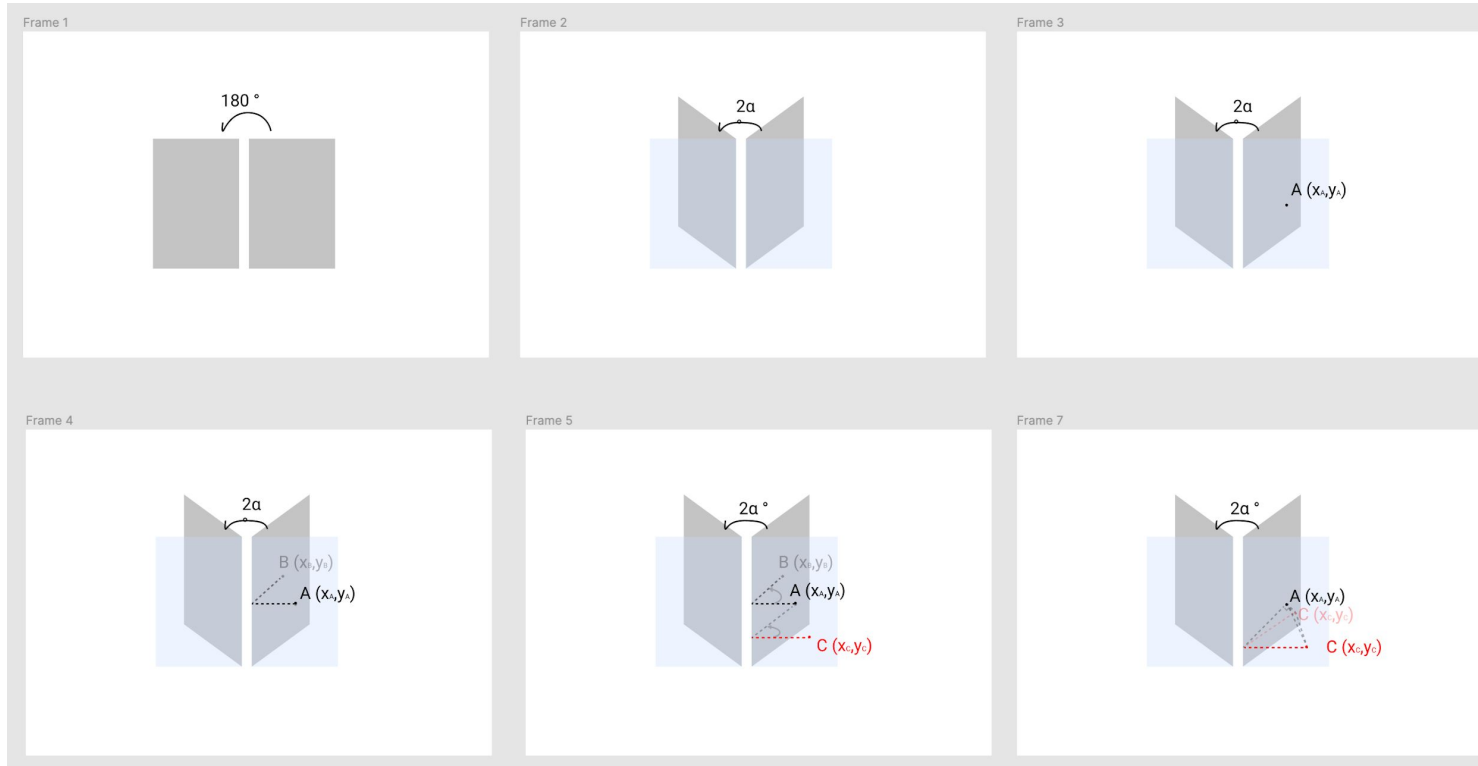 Frame 1
180 °
Frame 2
2α °
Frame 3
2α °
A (xA,yA)
Frame 4
2α °
B (xB,yB)
A (xA,yA)
Frame 5
2α °
B (xB,yB)
A (xA,yA)
C (xC,yC)
Frame 7
2α °
A (xA,yA)
C (xC,yC)
C (xC,yC)